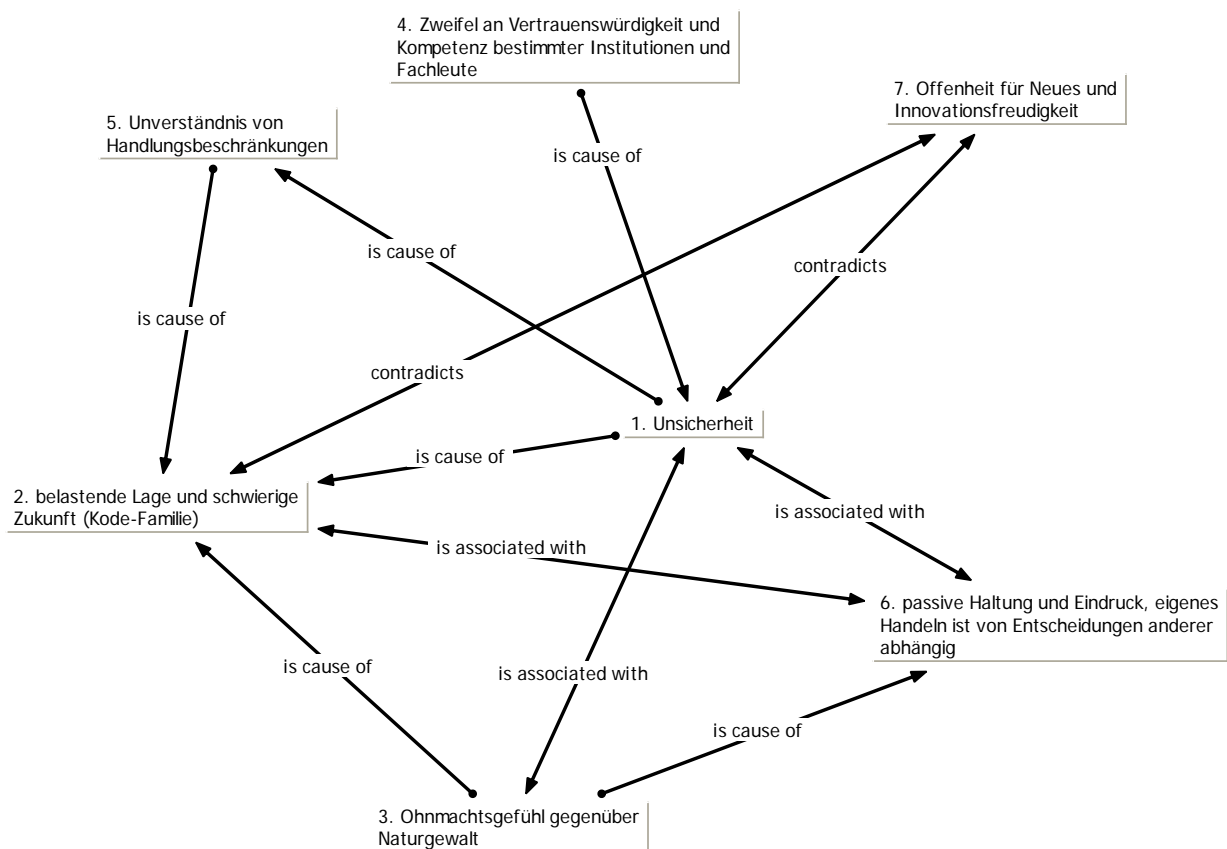 4. Zweifel an Vertrauenswürdigkeit und
Kompetenz bestimmter Institutionen und
Fachleute
7. Offenheit für Neues und
Innovationsfreudigkeit
5. Unverständnis von
Handlungsbeschränkungen
is cause of
is cause of
contradicts
is cause of
contradicts
1. Unsicherheit
is cause of
2. belastende Lage und schwierige
Zukunft (Kode-Familie)
is associated with
is associated with
6. passive Haltung und Eindruck, eigenes
Handeln ist von Entscheidungen anderer
abhängig
is cause of
is associated with
is cause of
3. Ohnmachtsgefühl gegenüber
Naturgewalt